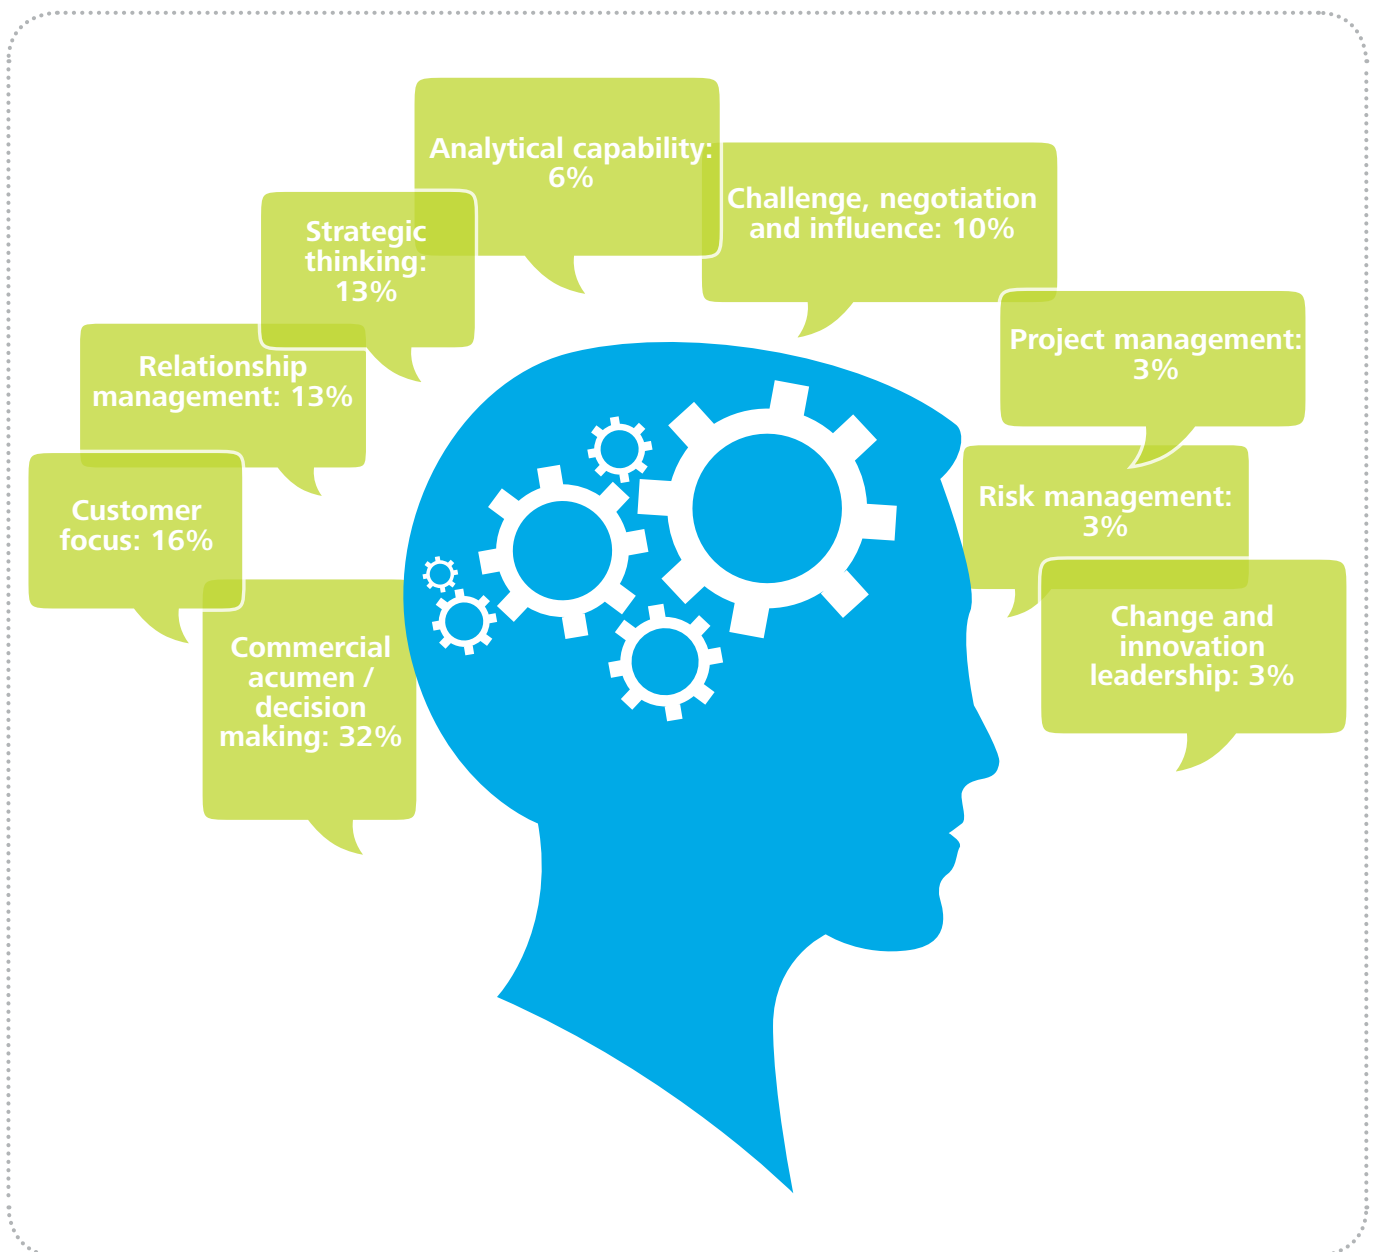 Analytical capability:
6%
Challenge, negotiation
and influence: 10%
Strategic
thinking:
13%
Project management:
3%
Relationship
management: 13%
Risk management:
3%
Customer
focus: 16%
Change and
innovation
leadership: 3%
Commercial
acumen /
decision
making: 32%